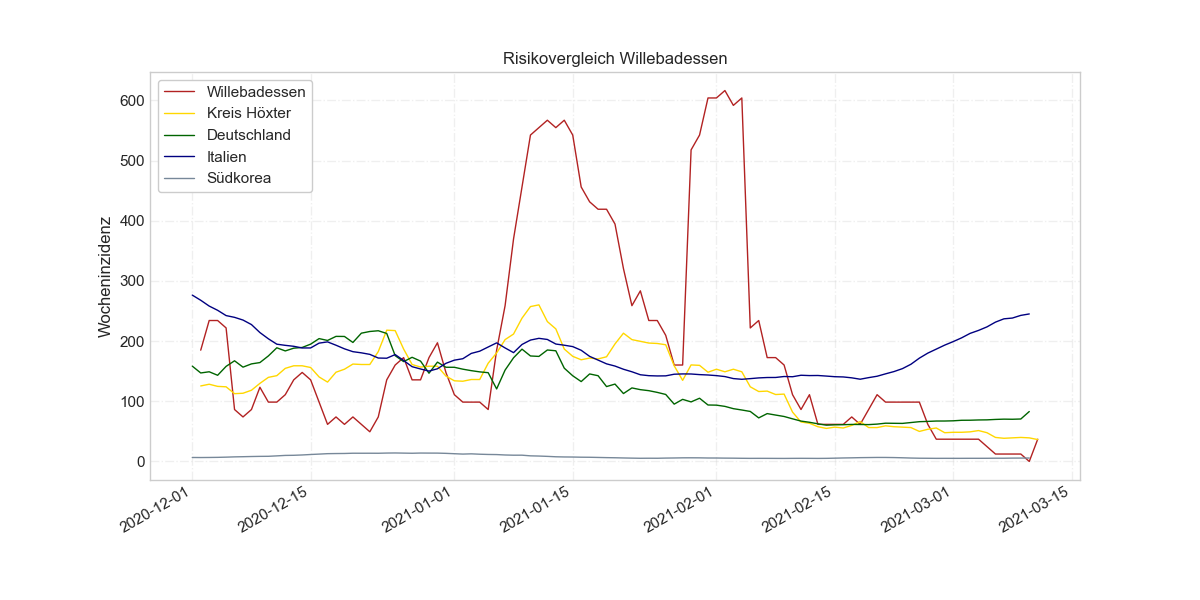 Risikovergleich Willebadessen
Willebadessen
Kreis Höxter
Deutschland
Italien
Südkorea
Wocheninzidenz
600
500
400
300
200
100
0
2020-12-01
2020-12-15
2021-01-01
2021-01-15
2021-02-01
2021-02-15
2021-03-01
2021-03-15